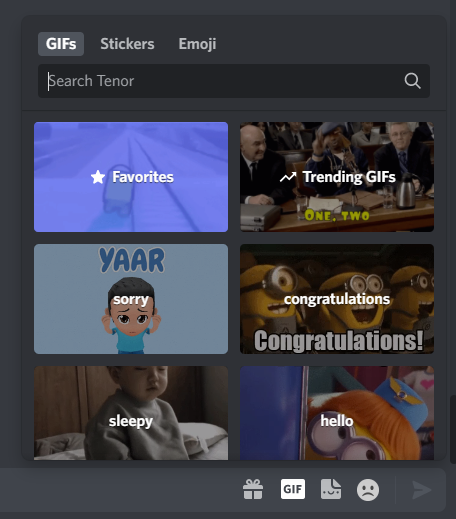 GIFs Stickers Emoji
Search Tenor
Favorites
Trending GIFs
ONE, TWO
YAAR
sorry
congratulations
Congratulations!
sleepy
hello
GIF